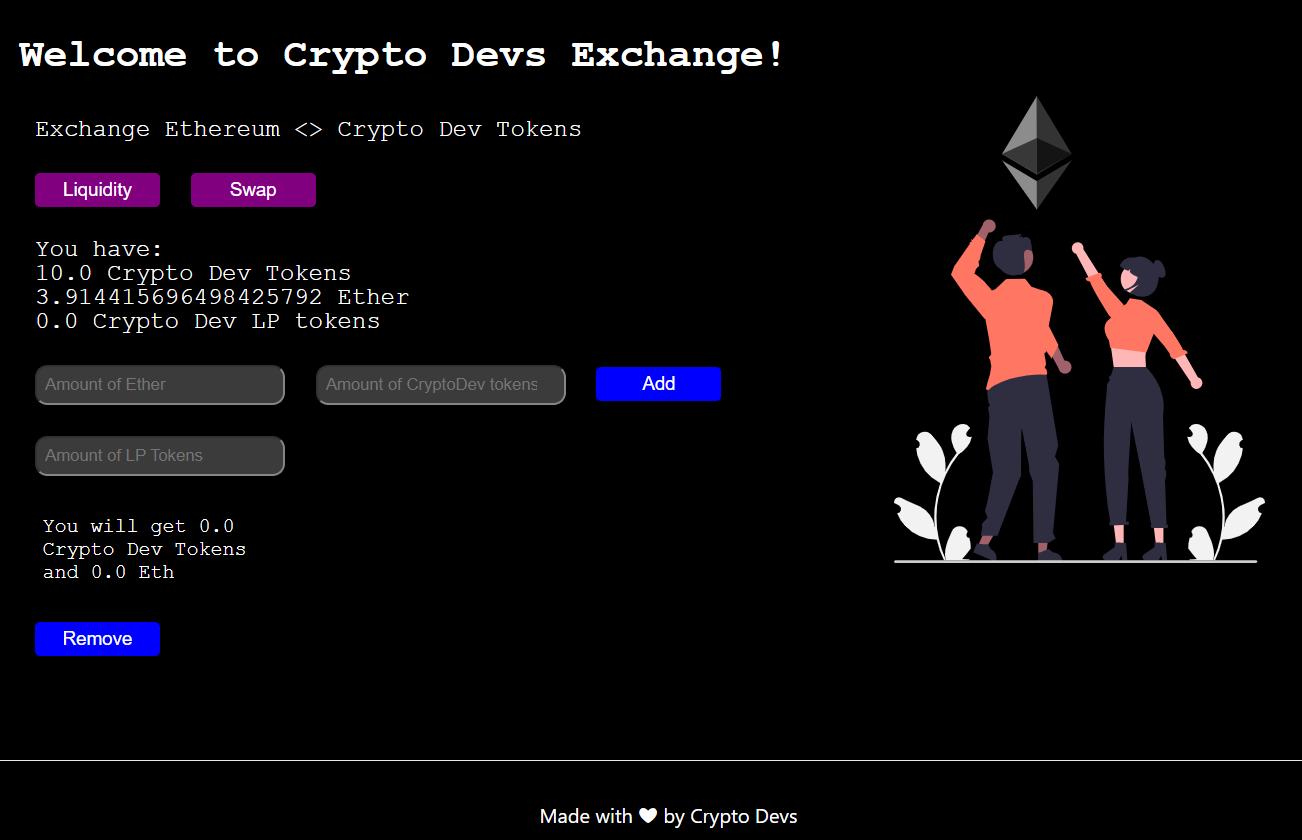 Welcome to Crypto Devs Exchange!
Exchange Ethereum <> Crypto Dev Tokens
Liquidity Swap
You have:
10.0 Crypto Dev Tokens
3.914415696498425792 Ether
0.0 Crypto Dev LP tokens
Amount of Ether Amount of CryptoDev tokens Add
Amount of LP Tokens
You will get 0.0
Crypto Dev Tokens
and 0.0 Eth
Remove
Made with 🤍 by Crypto Devs